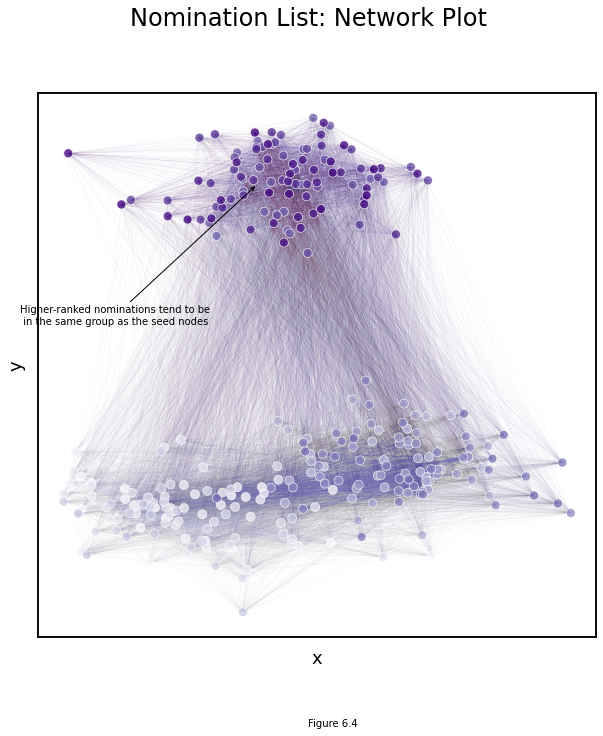 Nomination List: Network Plot
Higher-ranked nominations tend to be
in the same group as the seed nodes
y
x
Figure 6.4